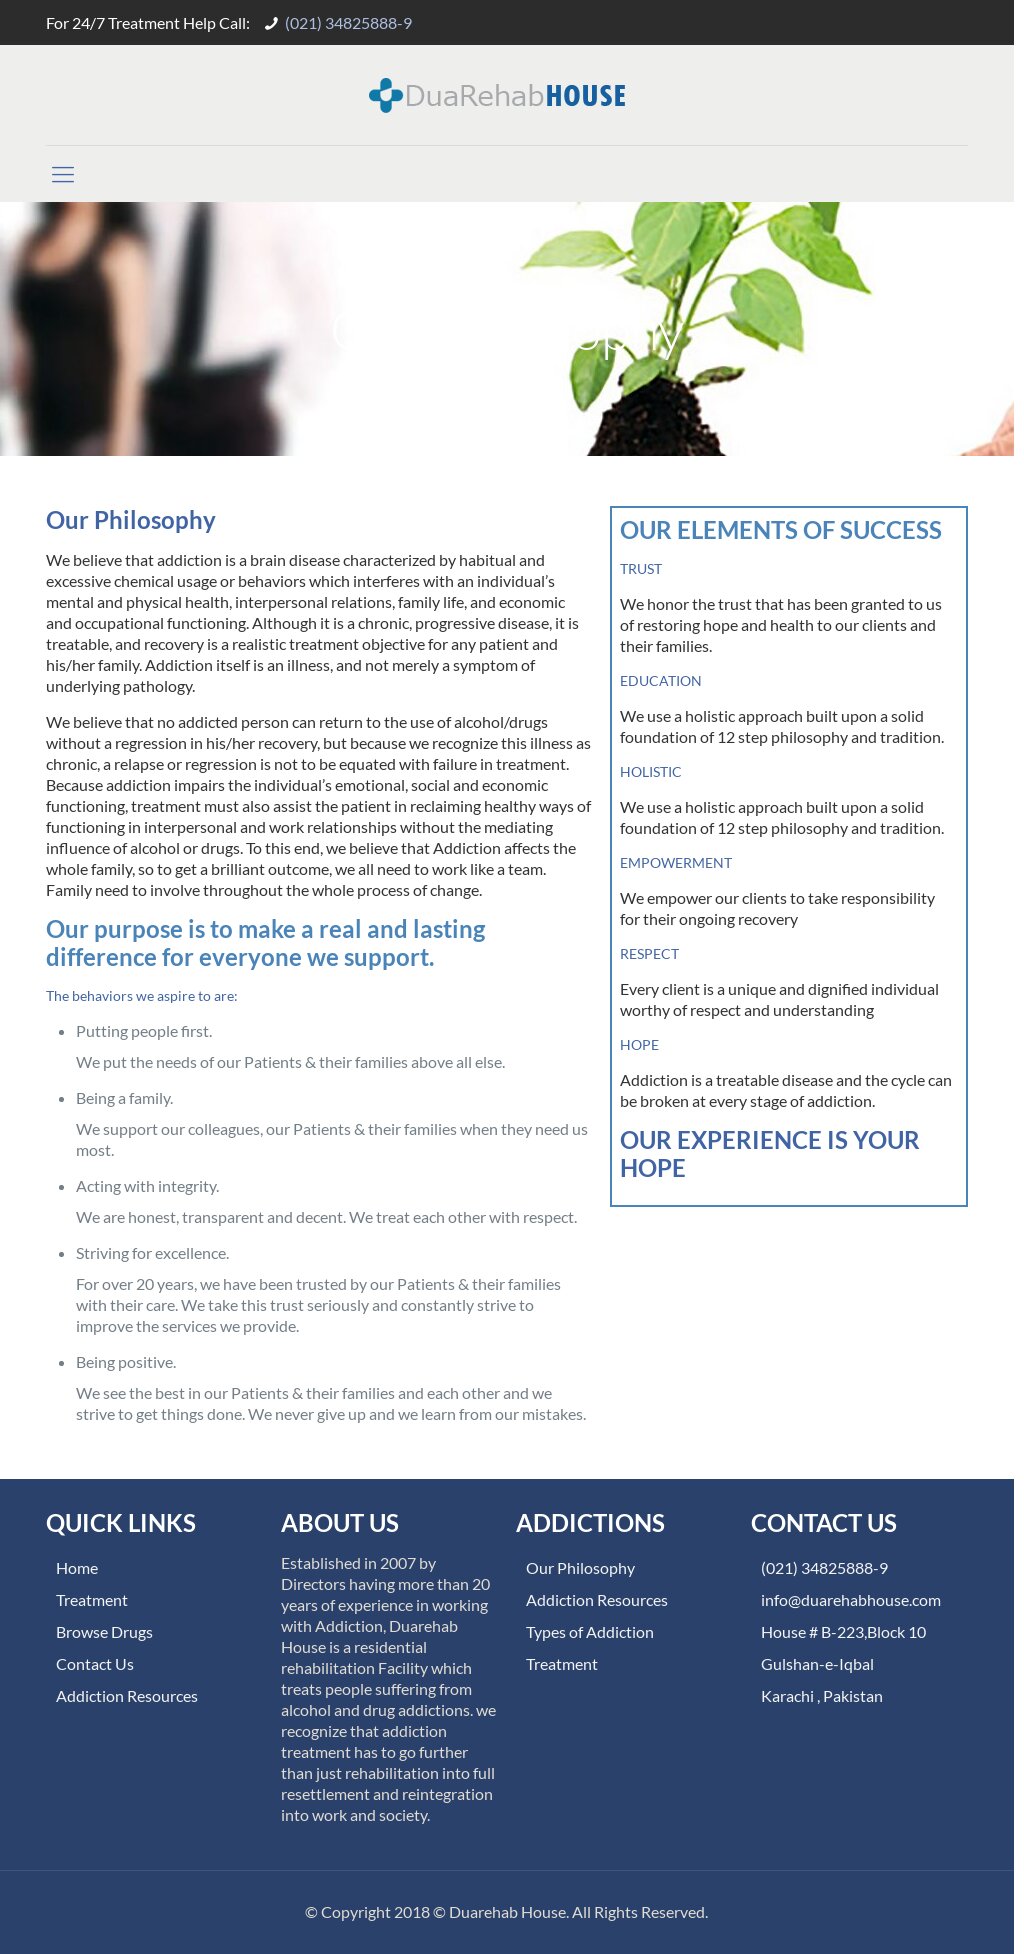 For 24/7 Treatment Help Call: (021) 34825888-9
DuaRehabHOUSE
Our Philosophy
We believe that addiction is a brain disease characterized by habitual and
excessive chemical usage or behaviors which interferes with an individual’s
mental and physical health, interpersonal relations, family life, and economic
and occupational functioning. Although it is a chronic, progressive disease, it is
treatable, and recovery is a realistic treatment objective for any patient and
his/her family. Addiction itself is an illness, and not merely a symptom of
underlying pathology.
We believe that no addicted person can return to the use of alcohol/drugs
without a regression in his/her recovery, but because we recognize this illness as
chronic, a relapse or regression is not to be equated with failure in treatment.
Because addiction impairs the individual’s emotional, social and economic
functioning, treatment must also assist the patient in reclaiming healthy ways of
functioning in interpersonal and work relationships without the mediating
influence of alcohol or drugs. To this end, we believe that Addiction affects the
whole family, so to get a brilliant outcome, we all need to work like a team.
Family need to involve throughout the whole process of change.
Our purpose is to make a real and lasting
difference for everyone we support.
The behaviors we aspire to are:
Putting people first.
We put the needs of our Patients & their families above all else.
Being a family.
We support our colleagues, our Patients & their families when they need us
most.
Acting with integrity.
We are honest, transparent and decent. We treat each other with respect.
Striving for excellence.
For over 20 years, we have been trusted by our Patients & their families
with their care. We take this trust seriously and constantly strive to
improve the services we provide.
Being positive.
We see the best in our Patients & their families and each other and we
strive to get things done. We never give up and we learn from our mistakes.
OUR ELEMENTS OF SUCCESS
TRUST
We honor the trust that has been granted to us
of restoring hope and health to our clients and
their families.
EDUCATION
We use a holistic approach built upon a solid
foundation of 12 step philosophy and tradition.
HOLISTIC
We use a holistic approach built upon a solid
foundation of 12 step philosophy and tradition.
EMPOWERMENT
We empower our clients to take responsibility
for their ongoing recovery
RESPECT
Every client is a unique and dignified individual
worthy of respect and understanding
HOPE
Addiction is a treatable disease and the cycle can
be broken at every stage of addiction.
OUR EXPERIENCE IS YOUR
HOPE
QUICK LINKS
Home
Treatment
Browse Drugs
Contact Us
Addiction Resources
ABOUT US
Established in 2007 by
Directors having more than 20
years of experience in working
with Addiction, Duarehab
House is a residential
rehabilitation Facility which
treats people suffering from
alcohol and drug addictions. we
recognize that addiction
treatment has to go further
than just rehabilitation into full
resettlement and reintegration
into work and society.
ADDICTIONS
Our Philosophy
Addiction Resources
Types of Addiction
Treatment
CONTACT US
(021) 34825888-9
info@duarehabhouse.com
House # B-223,Block 10
Gulshan-e-Iqbal
Karachi , Pakistan
© Copyright 2018 © Duarehab House. All Rights Reserved.